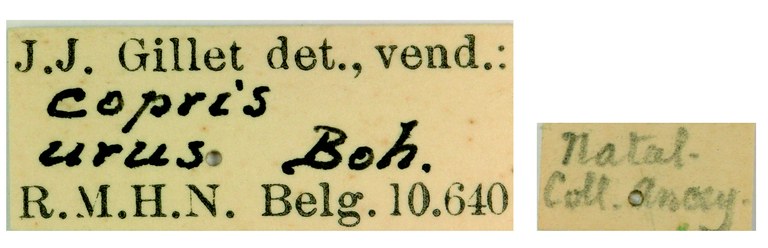 J.J. Gillet det., vend.:
copris
urus Boh.
R.M.H.N. Belg. 10.640
Natal.
Coll. Ancey.